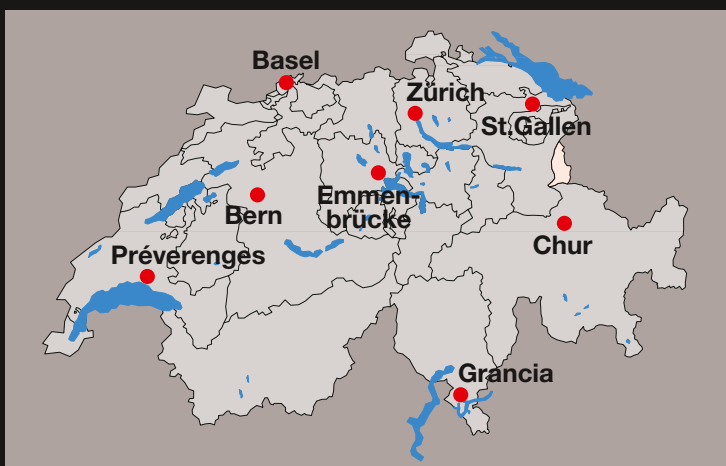 Basel
Zürich
St.Gallen
Emmen-
brücke
Bern
Chur
Préverenges
Grancia